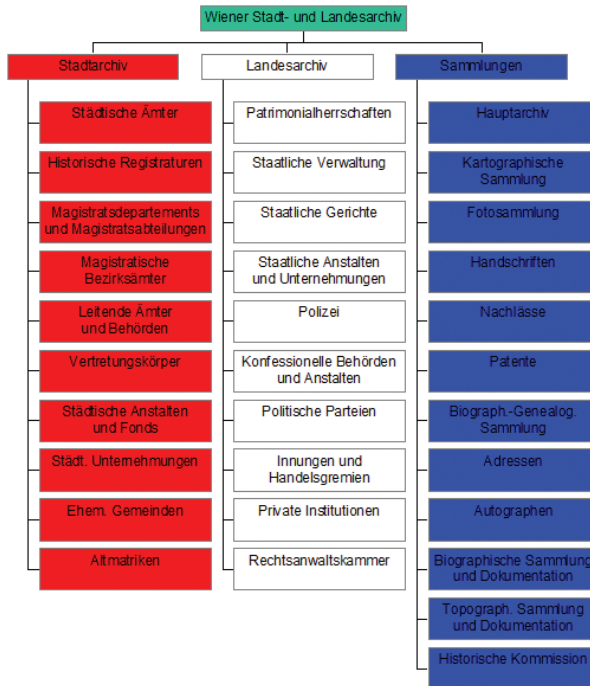 Wiener Stadt- und Landesarchiv
Stadtarchiv
Städtische Ämter
Historische Registraturen
Magistratsdepartements
und Magistratsabteilungen
Magistratische
Bezirksämter
Leitende Ämter
und Behörden
Vertretungskörper
Städtische Anstalten
und Fonds
Städt. Unternehmungen
Ehem. Gemeinden
Altmatriken
Landesarchiv
Patrimonialherrschaften
Staatliche Verwaltung
Staatliche Gerichte
Staatliche Anstalten
und Unternehmungen
Polizei
Konfessionelle Behörden
und Anstalten
Politische Parteien
Innungen und
Handelsgremien
Private Institutionen
Rechtsanwaltskammer
Sammlungen
Hauptarchiv
Kartographische
Sammlung
Fotosammlung
Handschriften
Nachlässe
Patente
Biograph.-Genealog.
Sammlung
Adressen
Autographen
Biographische Sammlung
und Dokumentation
Topograph. Sammlung
und Dokumentation
Historische Kommission